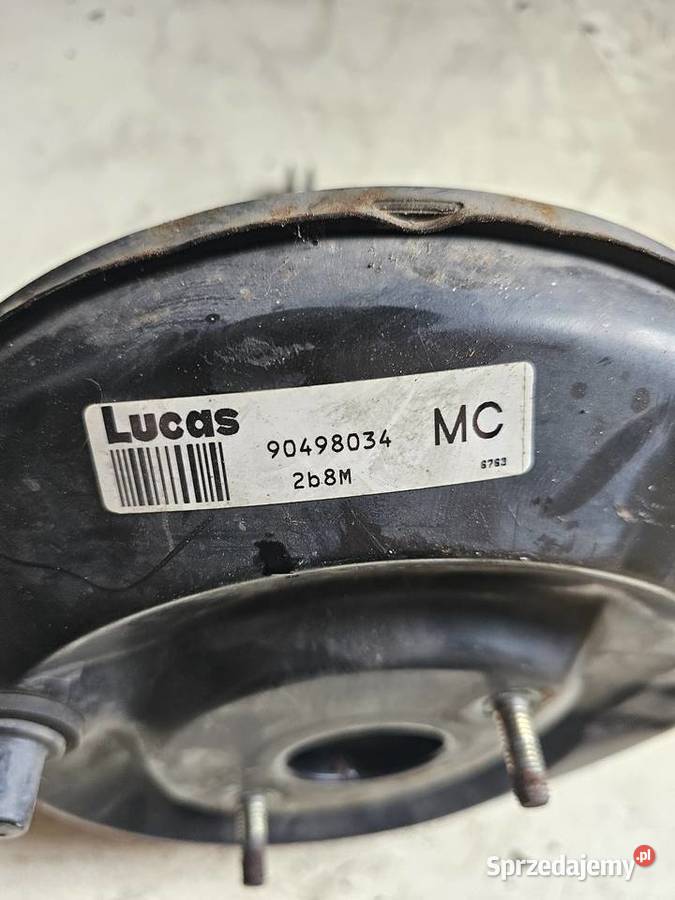 Lucas
90498034
MC
2b8M
6763
Sprzedajemy.pl